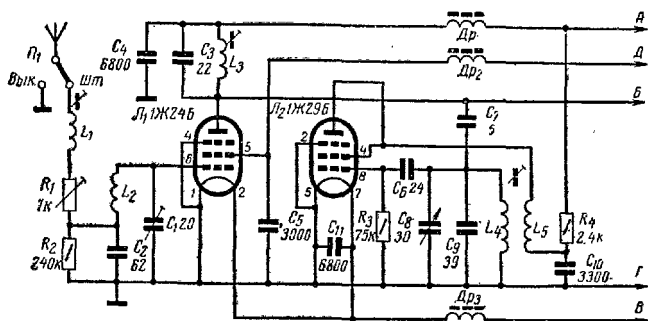 П1
Вык.
Шт
L1
R1
1к
R2
240к
L2
C2
62
C1 20
C4
6800
C3
22
L3
Л1 1Ж24Б
4
6
1
5
2
C5
3000
Л2 1Ж29Б
2
5
4
8
7
C11
6800
R3
75к
C6 24
C8
30
C9
39
C7
5
L4
L5
R4
2,4к
C10
3300
Др
Др2
Др3
А
Д
Б
Г
В